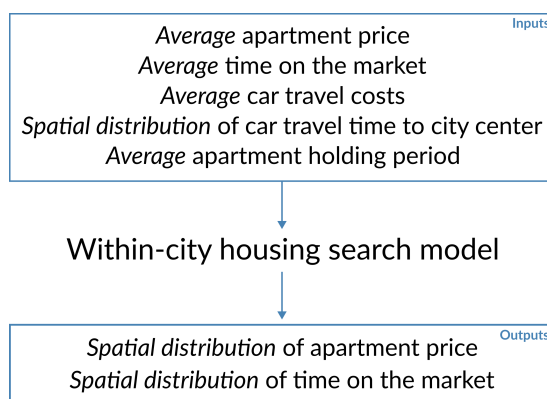 Inputs
Average apartment price
Average time on the market
Average car travel costs
Spatial distribution of car travel time to city center
Average apartment holding period
Within-city housing search model
Outputs
Spatial distribution of apartment price
Spatial distribution of time on the market